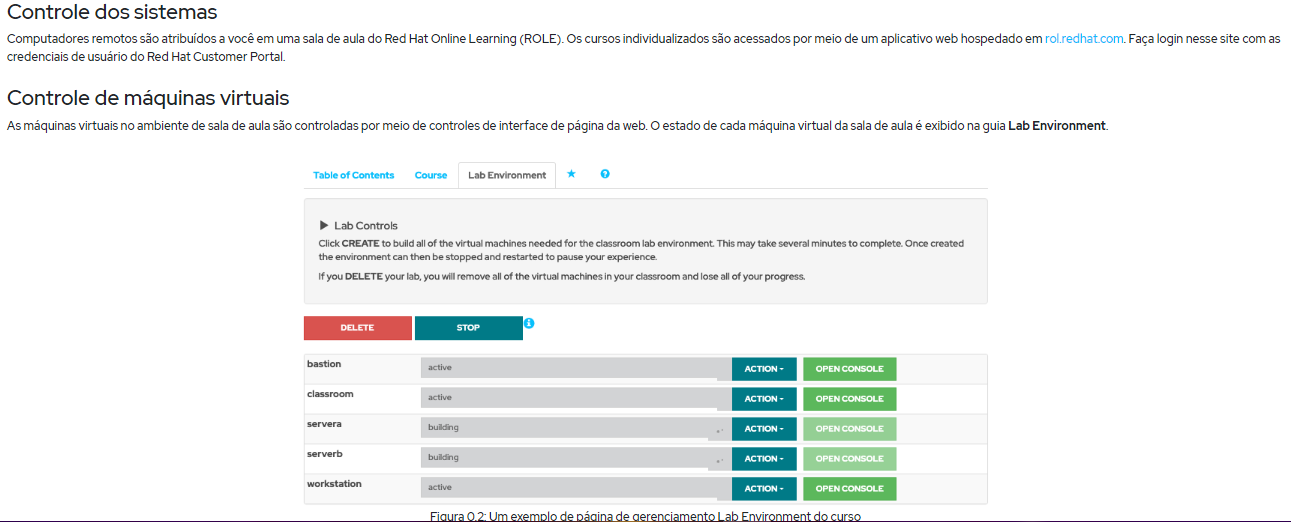 Controle dos sistemas
Computadores remotos são atribuídos a você em uma sala de aula do Red Hat Online Learning (ROLE). Os cursos individualizados são acessados por meio de um aplicativo web hospedado em rol.redhat.com. Faça login nesse site com as
credenciais de usuário do Red Hat Customer Portal.
Controle de máquinas virtuais
As máquinas virtuais no ambiente de sala de aula são controladas por meio de controles de interface de página da web. O estado de cada máquina virtual da sala de aula é exibido na guia Lab Environment.
Table of Contents Course Lab Environment
Lab Controls
Click CREATE to build all of the virtual machines needed for the classroom lab environment. This may take several minutes to complete. Once created
the environment can then be stopped and restarted to pause your experience.
If you DELETE your lab, you will remove all of the virtual machines in your classroom and lose all of your progress.
DELETE STOP
bastion active ACTION OPEN CONSOLE
classroom active ACTION OPEN CONSOLE
servera building ACTION OPEN CONSOLE
serverb building ACTION OPEN CONSOLE
workstation active ACTION OPEN CONSOLE
Figura 0.2: Um exemplo de página de gerenciamento Lab Environment do curso